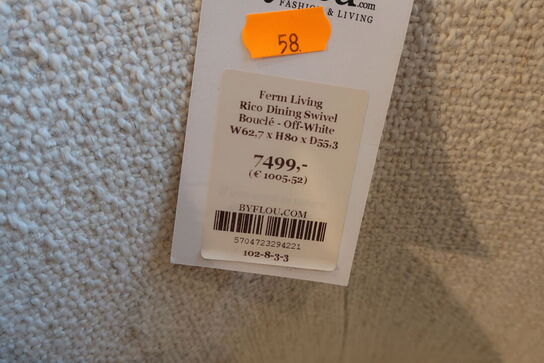 .com
FASHION & LIVING
58.
Ferm Living
Rico Dining Swivel
Bouclé - Off-White
W62,7 x H80 x D55,3
7499,-
(€ 1005,52)
BYFLOU.COM
5704723294221
102-8-3-3